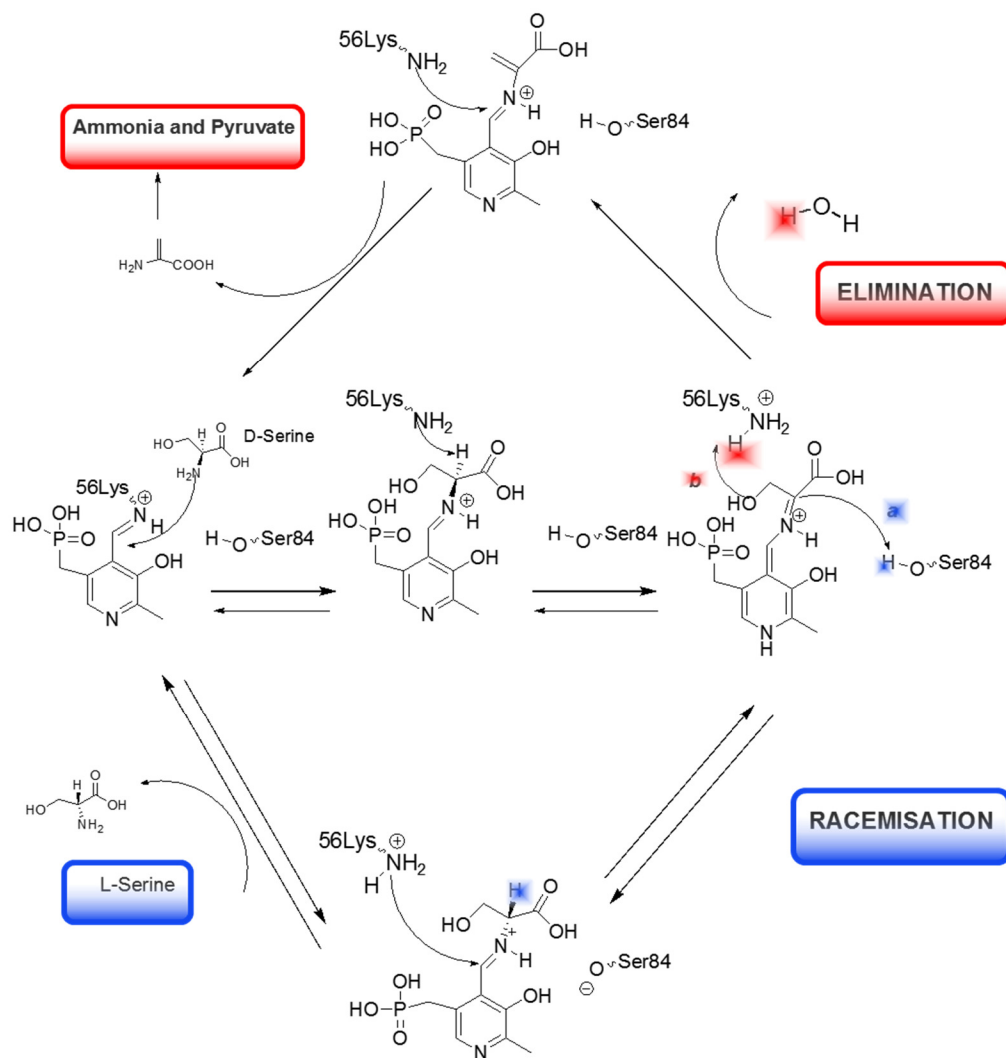 56Lys
NH2
O
OH
N
⊕
H
H
O
Ser84
O
HO
P
HO
OH
N
Ammonia and Pyruvate
H2N
COOH
H
O
H
ELIMINATION
56Lys
NH2
H
O
HO
OH
H2N
D-Serine
56Lys
⊕
N
H
HO
OH
P
O
OH
N
H
O
Ser84
H
O
HO
OH
N
⊕
H
HO
OH
P
O
OH
N
H
O
Ser84
56Lys
⊕
NH2
H
b
O
OH
HO
N
⊕
H
a
H
O
Ser84
HO
OH
P
O
OH
N
H
RACEMISATION
H
O
HO
OH
NH2
L-Serine
56Lys
⊕
NH2
H
H
O
HO
OH
N
+
H
O
Ser84
⊖
OH
HO
P
O
OH
N